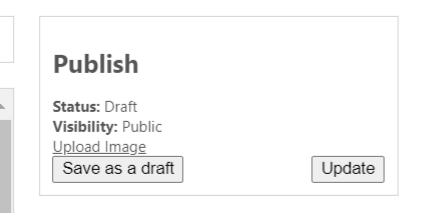 Publish
Status: Draft
Visibility: Public
Upload Image
Save as a draft Update